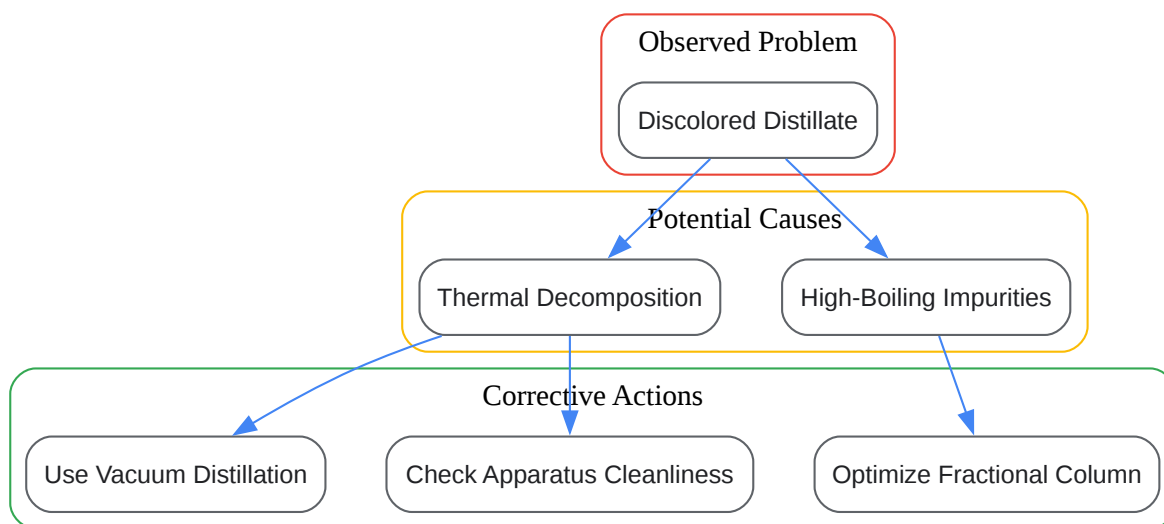 Observed Problem
Discolored Distillate
Potential Causes
Thermal Decomposition
High-Boiling Impurities
Corrective Actions
Use Vacuum Distillation
Check Apparatus Cleanliness
Optimize Fractional Column